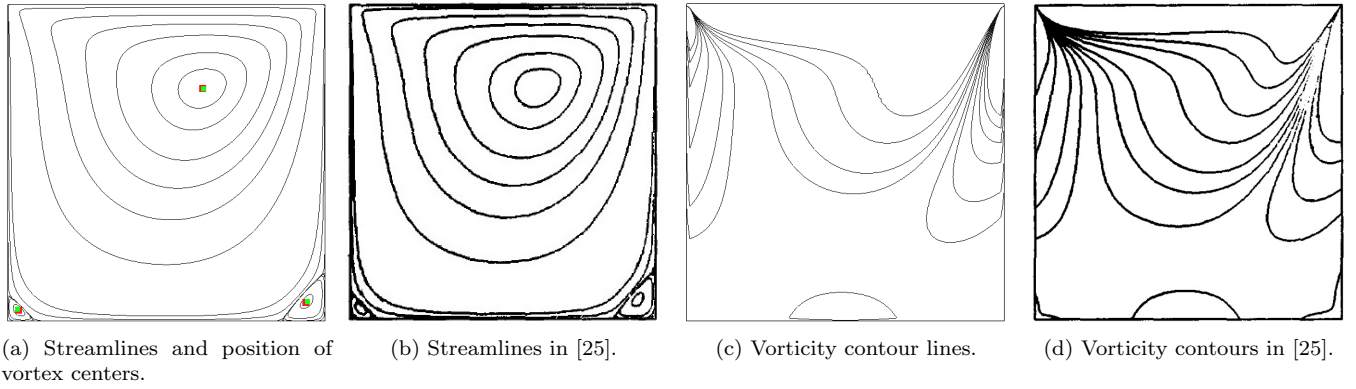 (a) Streamlines and position of
vortex centers.
(b) Streamlines in [25].
(c) Vorticity contour lines.
(d) Vorticity contours in [25].